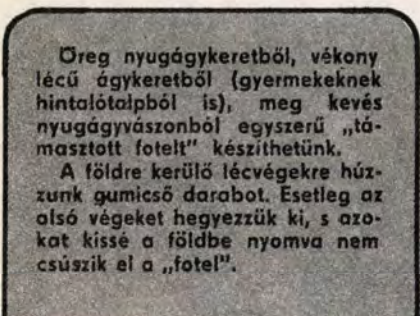 Öreg nyugágykeretből, vékony
lécű ágykeretből (gyermekeknek
hintalótalpból is), meg kevés
nyugágyvászonból egyszerű „tá-
masztott fotelt" készíthetünk.
A földre kerülő lécvégekre húz-
zunk gumicső darabot. Esetleg az
alsó végeket hegyezzük ki, s azo-
kat kissé a földbe nyomva nem
csúszik el a „fotel".